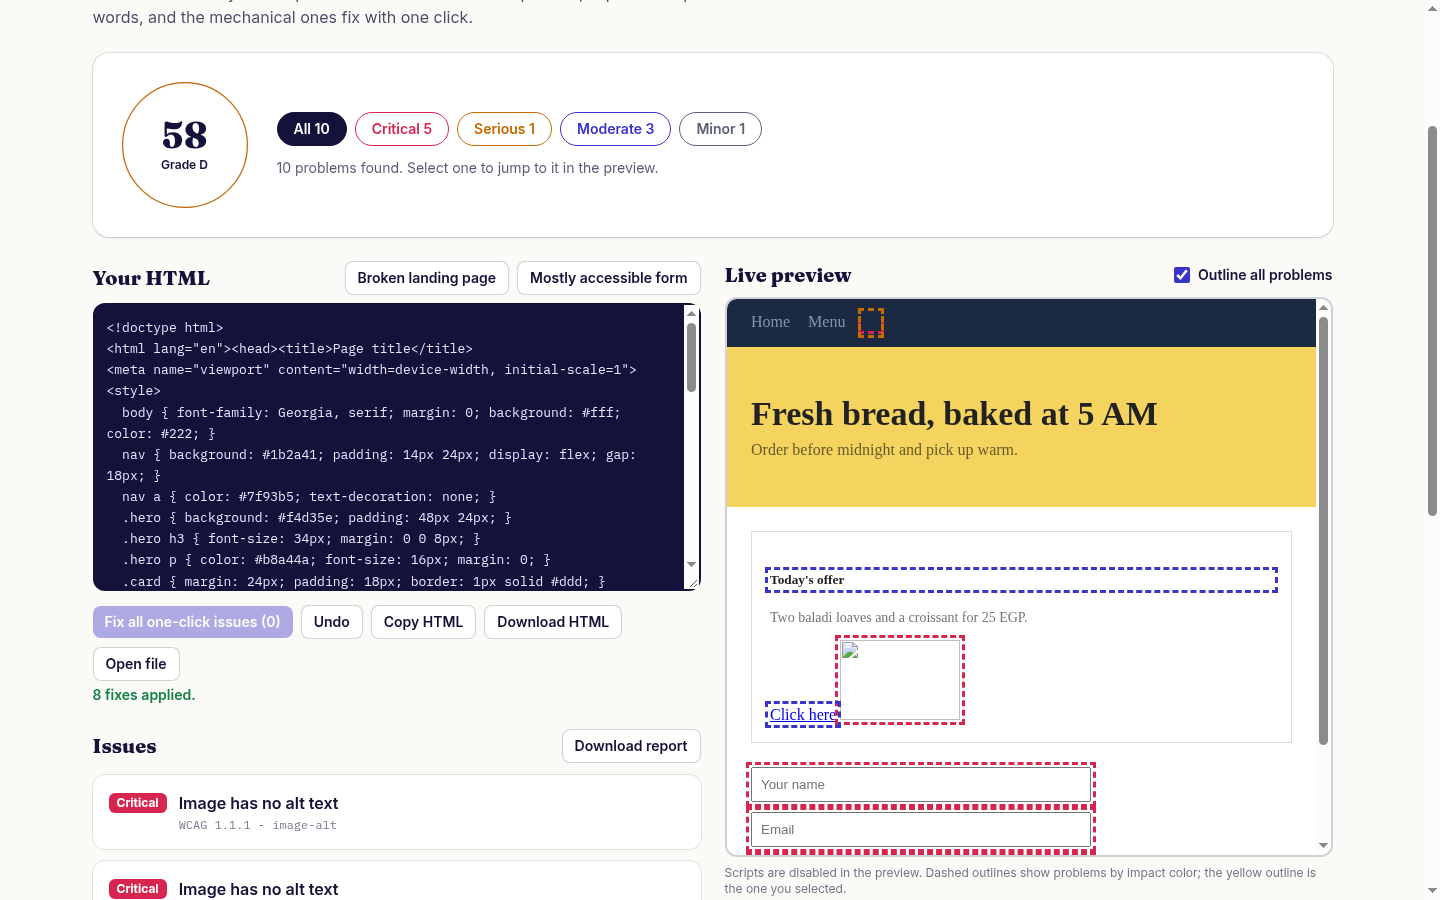 words, and the mechanical ones fix with one click.
58
Grade D
All 10
Critical 5
Serious 1
Moderate 3
Minor 1
10 problems found. Select one to jump to it in the preview.
Your HTML
Broken landing page
Mostly accessible form
<!doctype html>
<html lang="en"><head><title>Page title</title>
<meta name="viewport" content="width=device-width, initial-scale=1">
<style>
body { font-family: Georgia, serif; margin: 0; background: #fff;
color: #222; }
nav { background: #1b2a41; padding: 14px 24px; display: flex; gap:
18px; }
nav a { color: #7f93b5; text-decoration: none; }
.hero { background: #f4d35e; padding: 48px 24px; }
.hero h3 { font-size: 34px; margin: 0 0 8px; }
.hero p { color: #b8a44a; font-size: 16px; margin: 0; }
.card { margin: 24px; padding: 18px; border: 1px solid #ddd; }
Fix all one-click issues (0)
Undo
Copy HTML
Download HTML
Open file
8 fixes applied.
Issues
Download report
Critical
Image has no alt text
WCAG 1.1.1 - image-alt
Critical
Image has no alt text
Live preview
Outline all problems
Home
Menu
Fresh bread, baked at 5 AM
Order before midnight and pick up warm.
Today's offer
Two baladi loaves and a croissant for 25 EGP.
Click here
Your name
Email
Scripts are disabled in the preview. Dashed outlines show problems by impact color; the yellow outline is
the one you selected.